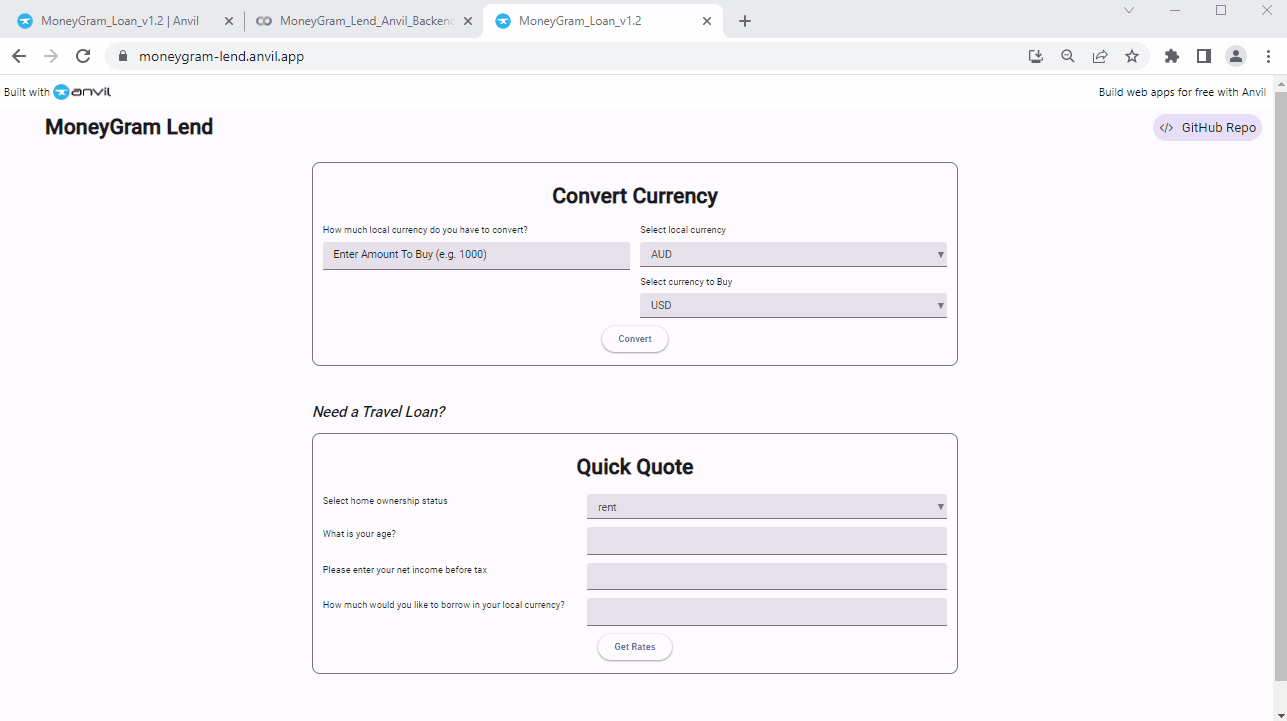 MoneyGram_Loan_v1.2 | Anvil
MoneyGram_Lend_Anvil_Backend
MoneyGram_Loan_v1.2
moneygram-lend.anvil.app
Built with anvil
Build web apps for free with Anvil
MoneyGram Lend
</> GitHub Repo
Convert Currency
How much local currency do you have to convert?
Select local currency
Enter Amount To Buy (e.g. 1000)
AUD
Select currency to Buy
USD
Convert
Need a Travel Loan?
Quick Quote
Select home ownership status
rent
What is your age?
Please enter your net income before tax
How much would you like to borrow in your local currency?
Get Rates